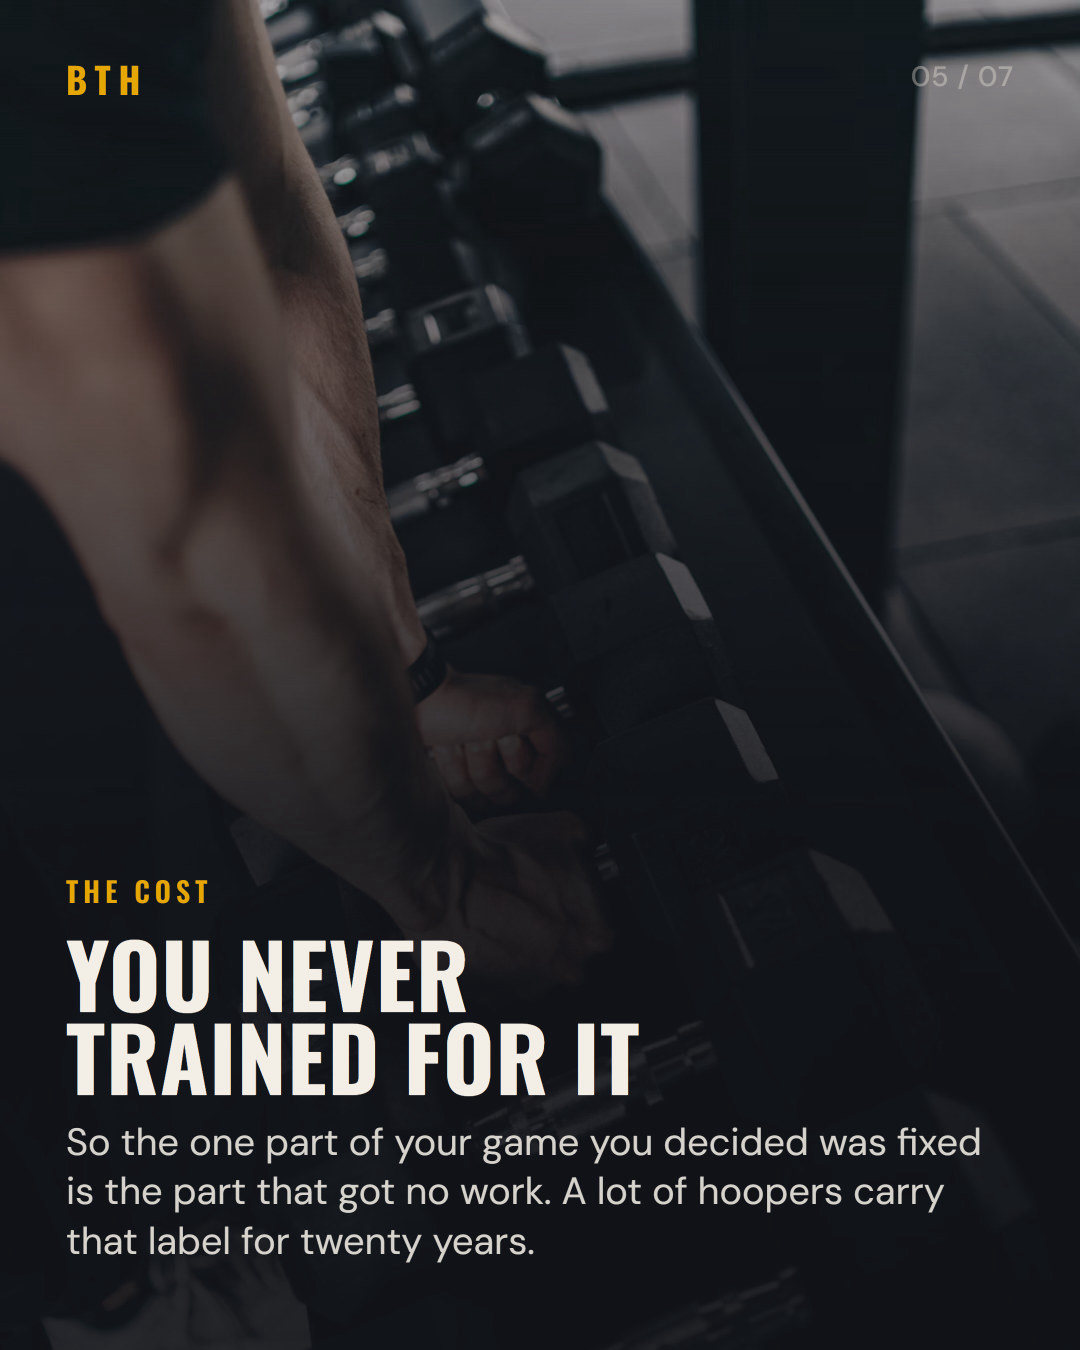 BTH
05 / 07
THE COST
YOU NEVER
TRAINED FOR IT
So the one part of your game you decided was fixed
is the part that got no work. A lot of hoopers carry
that label for twenty years.